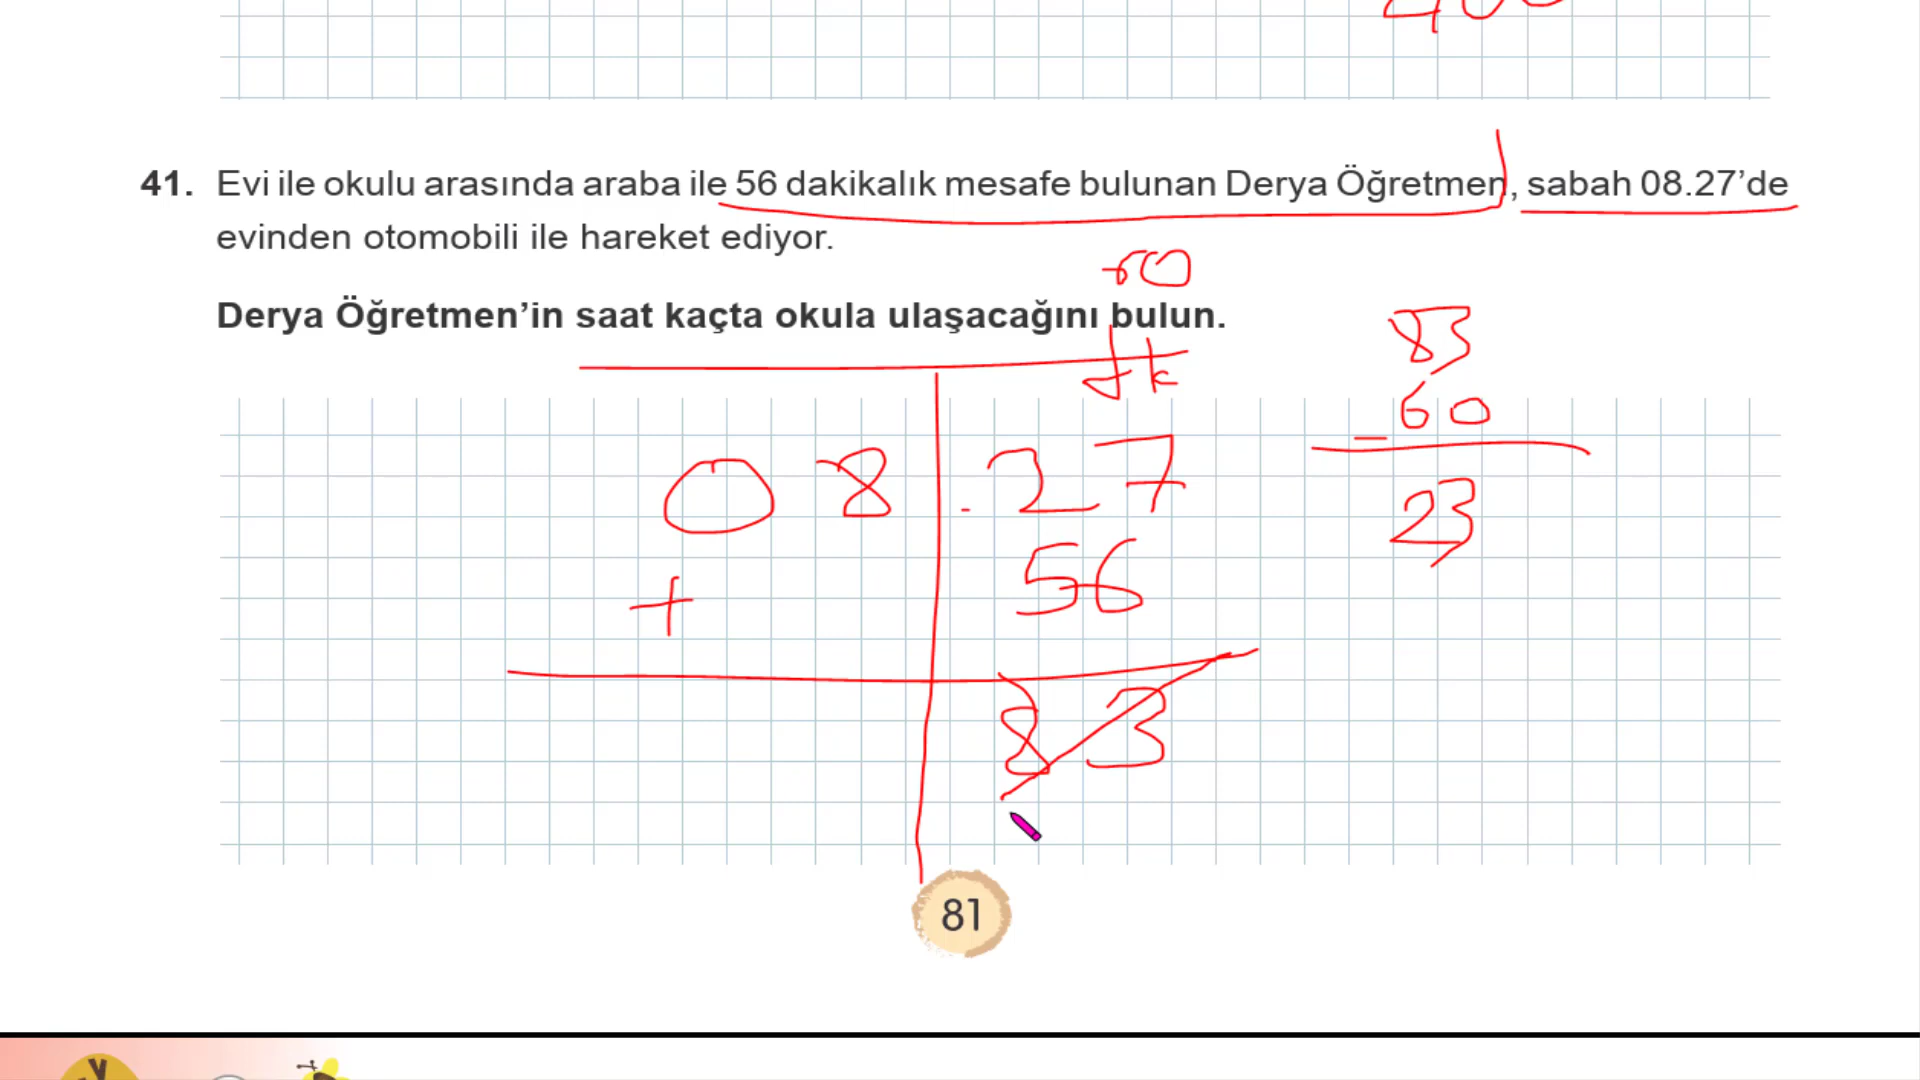 400
41. Evi ile okulu arasında araba ile 56 dakikalık mesafe bulunan Derya Öğretmen, sabah 08.27’de
evinden otomobili ile hareket ediyor.
60
Derya Öğretmen’in saat kaçta okula ulaşacağını bulun.
dk
83
- 60
23
08.27
+ 56
83
81